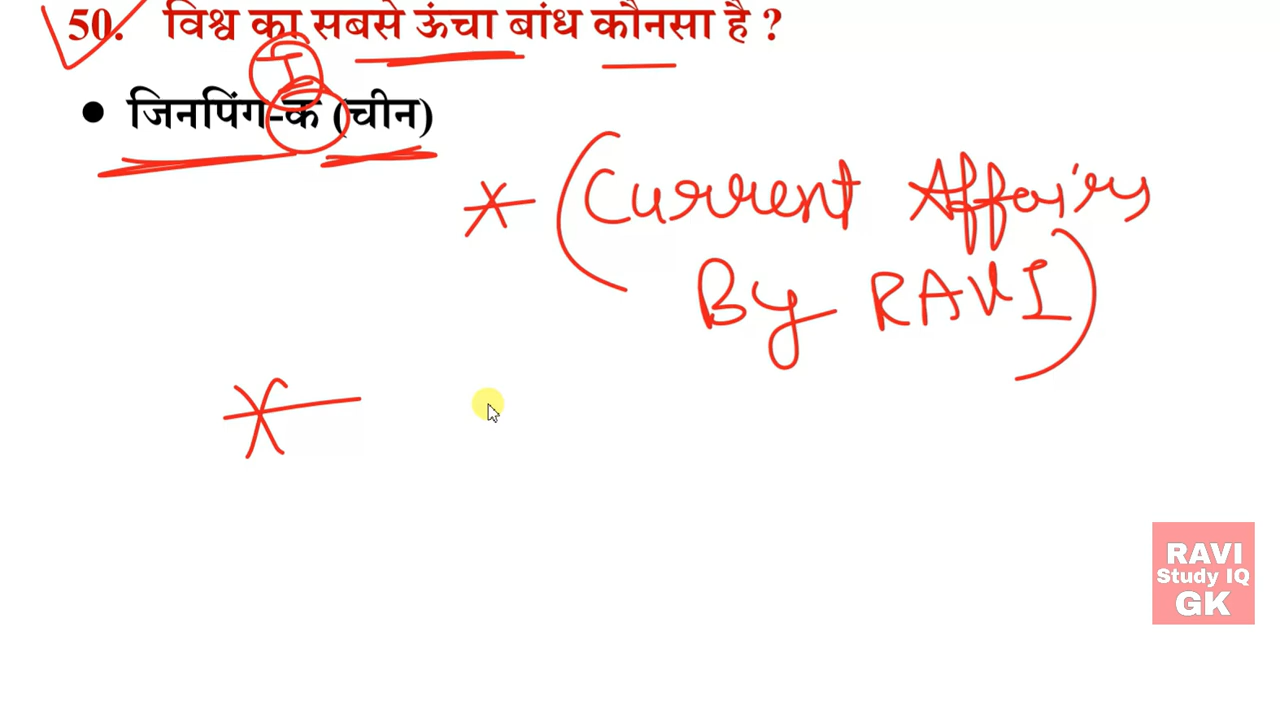 50. विश्व का सबसे ऊंचा बांध कौनसा है ?
I
• जिनपिंग-क (चीन)
* (Current Affairs
By RAVI)
*
RAVI
Study IQ
GK